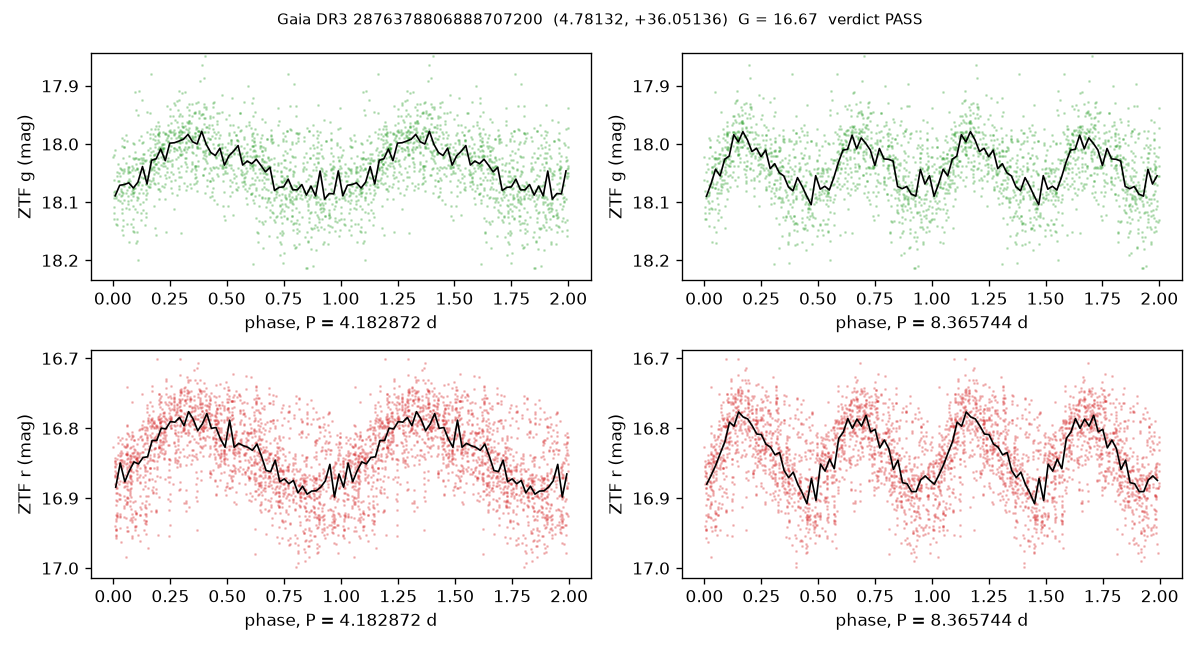 Gaia DR3 2876378806888707200  (4.78132, +36.05136)  G = 16.67  verdict PASS
ZTF g (mag)
17.9
18.0
18.1
18.2
0.00 0.25 0.50 0.75 1.00 1.25 1.50 1.75 2.00
phase, P = 4.182872 d
ZTF g (mag)
17.9
18.0
18.1
18.2
0.00 0.25 0.50 0.75 1.00 1.25 1.50 1.75 2.00
phase, P = 8.365744 d
ZTF r (mag)
16.7
16.8
16.9
17.0
0.00 0.25 0.50 0.75 1.00 1.25 1.50 1.75 2.00
phase, P = 4.182872 d
ZTF r (mag)
16.7
16.8
16.9
17.0
0.00 0.25 0.50 0.75 1.00 1.25 1.50 1.75 2.00
phase, P = 8.365744 d